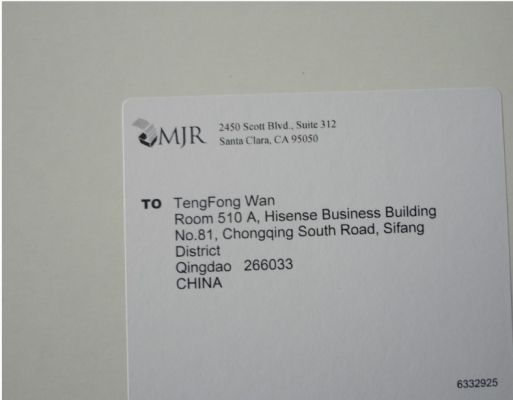 MJR
2450 Scott Blvd., Suite 312
Santa Clara, CA 95050
TO TengFong Wan
Room 510 A, Hisense Business Building
No.81, Chongqing South Road, Sifang
District
Qingdao 266033
CHINA
6332925